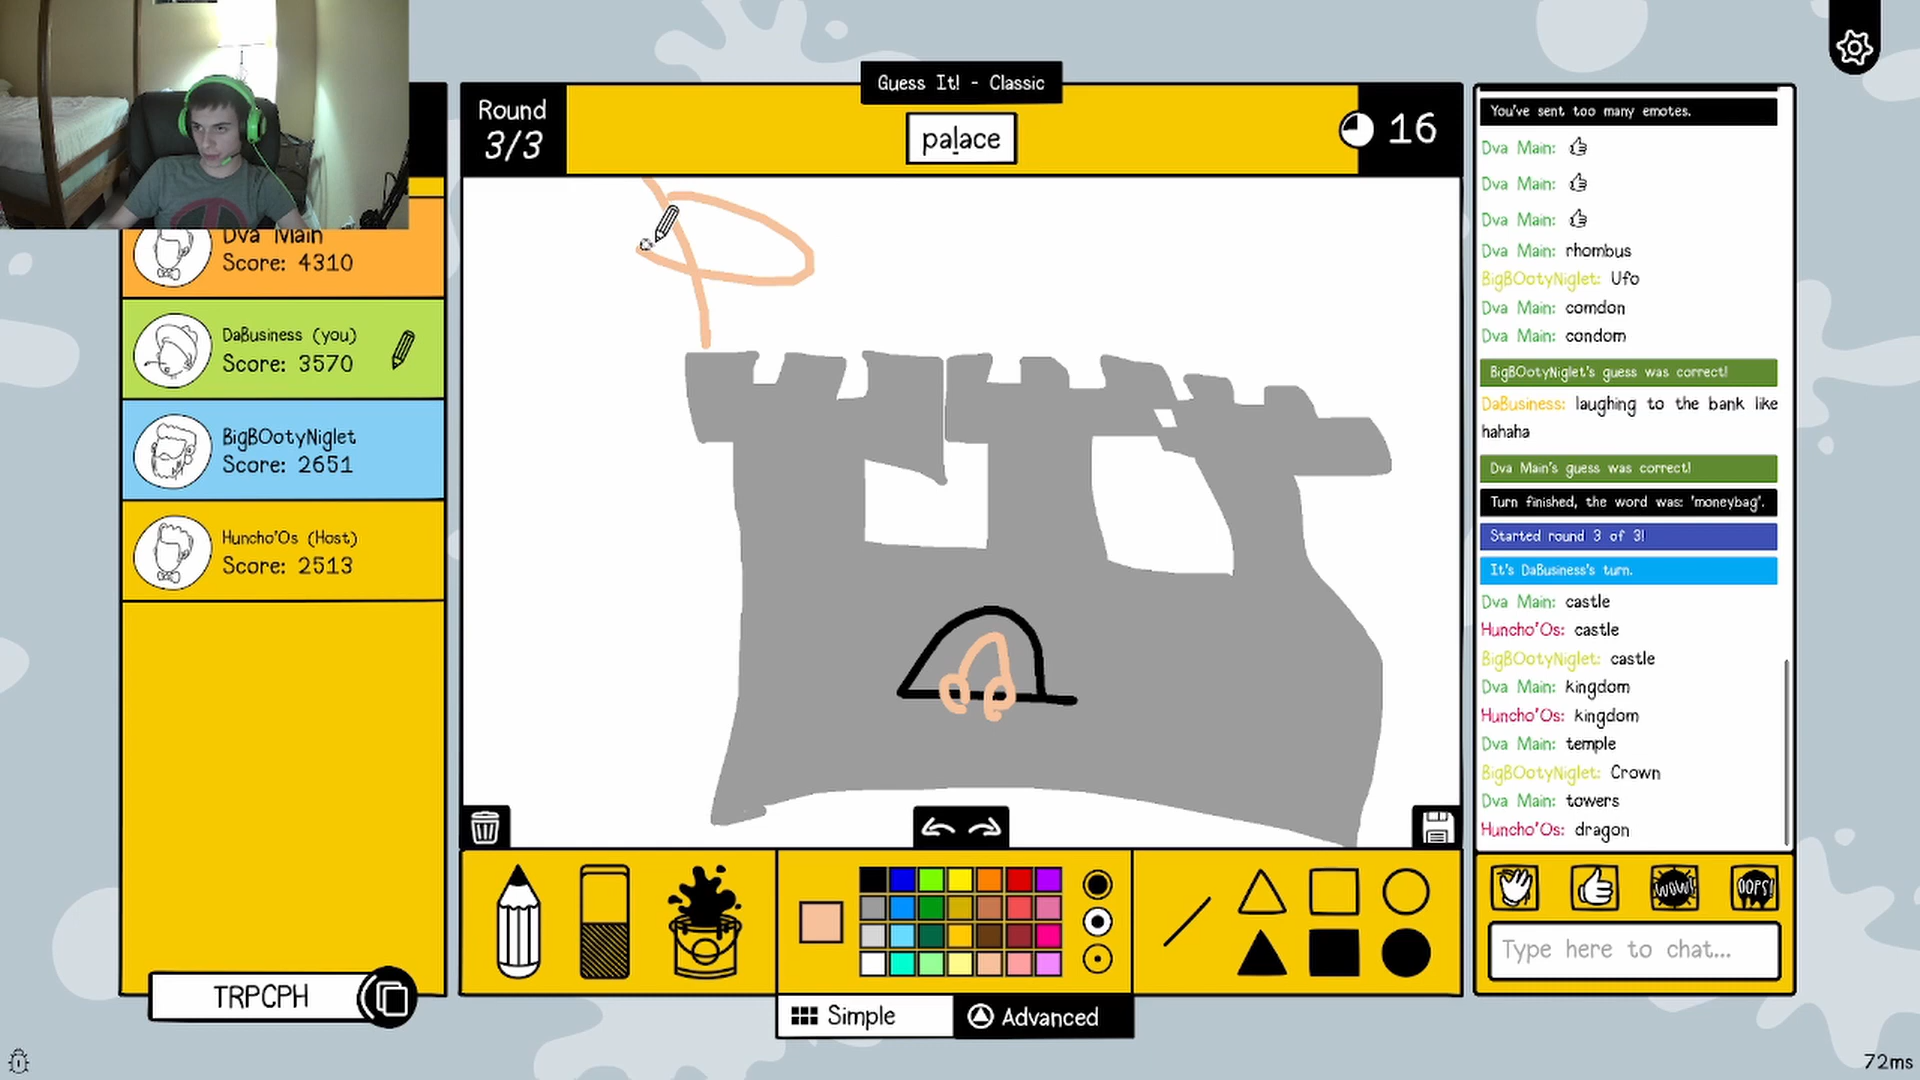 Guess It! - Classic
Round
3/3
palace
16
Dva Main
Score: 4310
DaBusiness (you)
Score: 3570
BigBOotyNiglet
Score: 2651
Huncho'Os (Host)
Score: 2513
TRPCPH
You've sent too many emotes.
Dva Main:
Dva Main:
Dva Main:
Dva Main: rhombus
BigBOotyNiglet: Ufo
Dva Main: comdon
Dva Main: condom
BigBOotyNiglet's guess was correct!
DaBusiness: laughing to the bank like
hahaha
Dva Main's guess was correct!
Turn finished, the word was: 'moneybag'.
Started round 3 of 3!
It's DaBusiness's turn.
Dva Main: castle
Huncho'Os: castle
BigBOotyNiglet: castle
Dva Main: kingdom
Huncho'Os: kingdom
Dva Main: temple
BigBOotyNiglet: Crown
Dva Main: towers
Huncho'Os: dragon
WOW!
OOPS!
Type here to chat...
Simple
Advanced
72ms